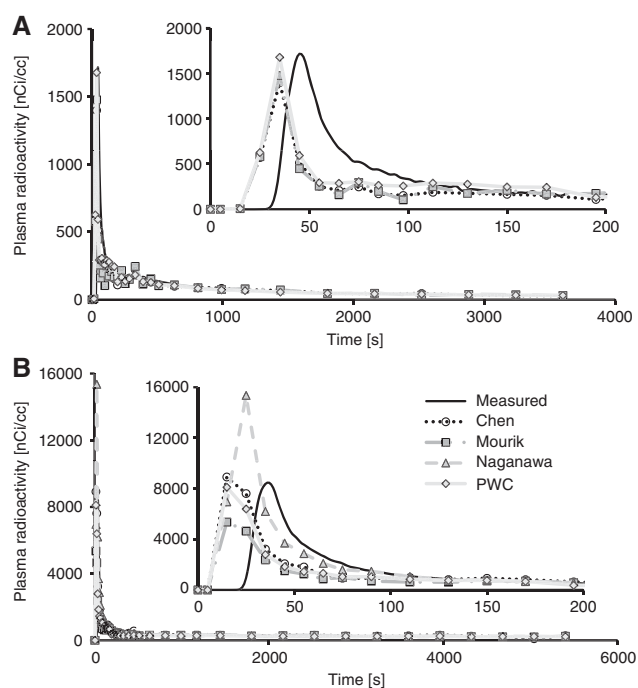 A
Plasma radioactivity [nCi/cc]
2000
1500
1000
500
0
0 1000 2000 3000 4000
Time [s]
2000
1500
1000
500
0
0 50 100 150 200
B
Plasma radioactivity [nCi/cc]
16000
12000
8000
4000
0
0 2000 4000 6000
Time [s]
16000
12000
8000
4000
0
0 50 110 150 200
Measured
Chen
Mourik
Naganawa
PWC